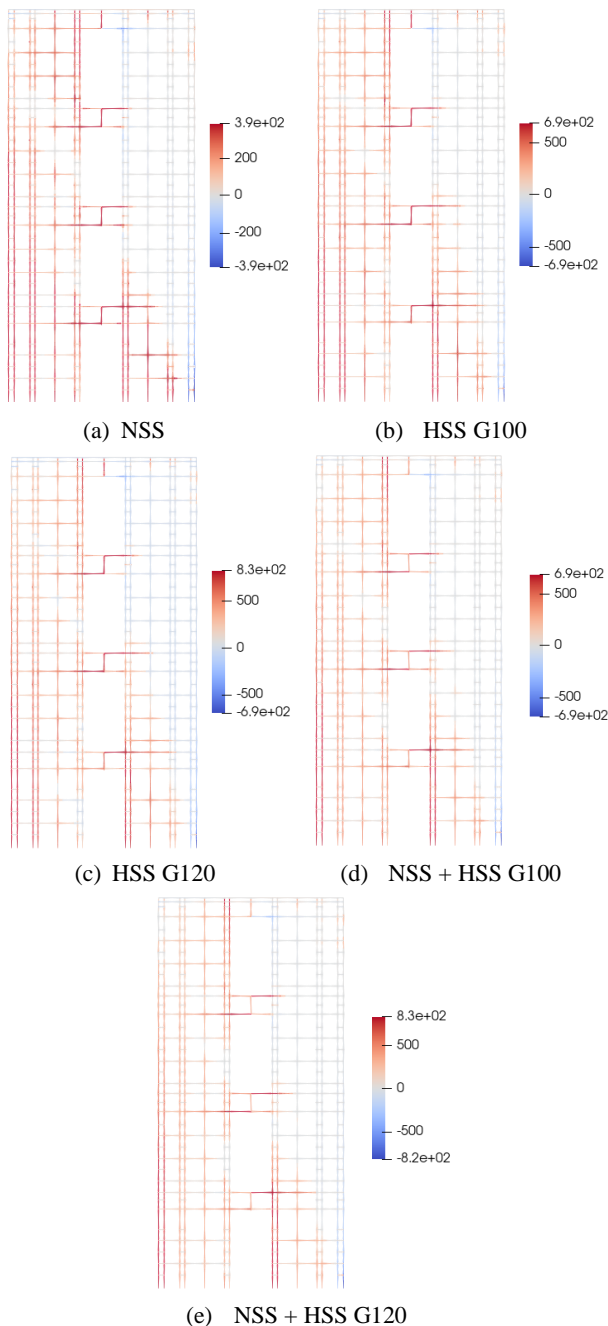 3.9e+02
200
0
-200
-3.9e+02
6.9e+02
500
0
-500
-6.9e+02
(a) NSS
(b) HSS G100
8.3e+02
500
0
-500
-6.9e+02
6.9e+02
500
0
-500
-6.9e+02
(c) HSS G120
(d) NSS + HSS G100
8.3e+02
500
0
-500
-8.2e+02
(e) NSS + HSS G120